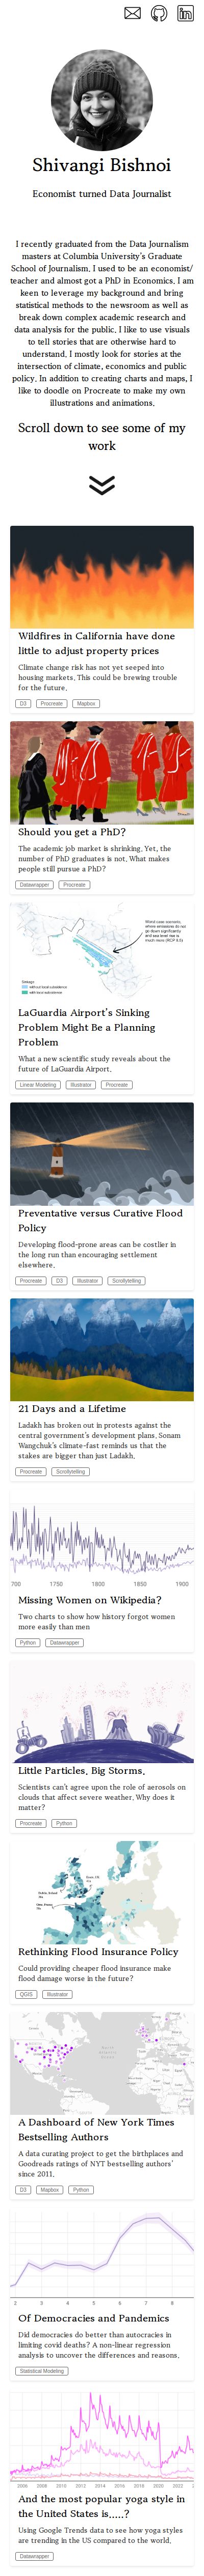 Shivangi Bishnoi
Economist turned Data Journalist
I recently graduated from the Data Journalism
masters at Columbia University's Graduate
School of Journalism. I used to be an economist/
teacher and almost got a PhD in Economics. I am
keen to leverage my background and bring
statistical methods to the newsroom as well as
break down complex academic research and
data analysis for the public. I like to use visuals
to tell stories that are otherwise hard to
understand. I mostly look for stories at the
intersection of climate, economics and public
policy. In addition to creating charts and maps, I
like to doodle on Procreate to make my own
illustrations and animations.
Scroll down to see some of my
work
Wildfires in California have done
little to adjust property prices
Climate change risk has not yet seeped into
housing markets. This could be brewing trouble
for the future.
D3 Procreate Mapbox
Should you get a PhD?
The academic job market is shrinking. Yet, the
number of PhD graduates is not. What makes
people still pursue a PhD?
Datawrapper Procreate
LaGuardia Airport's Sinking
Problem Might Be a Planning
Problem
What a new scientific study reveals about the
future of LaGuardia Airport.
Linear Modeling Illustrator Procreate
Preventative versus Curative Flood
Policy
Developing flood-prone areas can be costlier in
the long run than encouraging settlement
elsewhere.
Procreate D3 Illustrator Scrollytelling
21 Days and a Lifetime
Ladakh has broken out in protests against the
central government's development plans. Sonam
Wangchuk's climate-fast reminds us that the
stakes are bigger than just Ladakh.
Procreate Scrollytelling
700 1750 1800 1850 1900
Missing Women on Wikipedia?
Two charts to show how history forgot women
more easily than men
Python Datawrapper
Little Particles, Big Storms.
Scientists can't agree upon the role of aerosols on
clouds that affect severe weather. Why does it
matter?
Procreate Python
Rethinking Flood Insurance Policy
Could providing cheaper flood insurance make
flood damage worse in the future?
QGIS Illustrator
A Dashboard of New York Times
Bestselling Authors
A data curating project to get the birthplaces and
Goodreads ratings of NYT bestselling authors'
since 2011.
D3 Mapbox Python
2 3 4 5 6 7 8
Of Democracies and Pandemics
Did democracies do better than autocracies in
limiting covid deaths? A non-linear regression
analysis to uncover the differences and reasons.
Statistical Modeling
2006 2008 2010 2012 2014 2016 2018 2020 2022
And the most popular yoga style in
the United States is.....?
Using Google Trends data to see how yoga styles
are trending in the US compared to the world.
Datawrapper